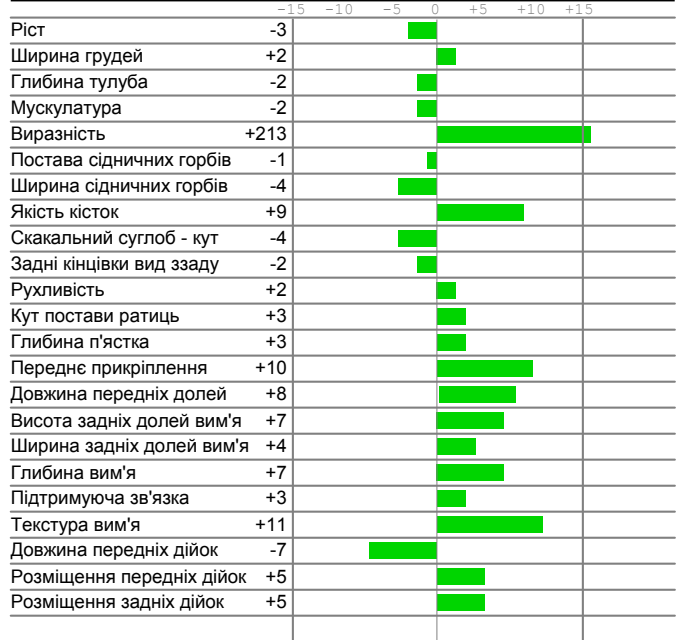 -15 -10 -5 0 +5 +10 +15
Ріст -3
Ширина грудей +2
Глибина тулуба -2
Мускулатура -2
Виразність +213
Постава сідничних горбів -1
Ширина сідничних горбів -4
Якість кісток +9
Скакальний суглоб - кут -4
Задні кінцівки вид ззаду -2
Рухливість +2
Кут постави ратиць +3
Глибина п'ястка +3
Переднє прикріплення +10
Довжина передніх долей +8
Висота задніх долей вим'я +7
Ширина задніх долей вим'я +4
Глибина вим'я +7
Підтримуюча зв'язка +3
Текстура вим'я +11
Довжина передніх дійок -7
Розміщення передніх дійок +5
Розміщення задніх дійок +5